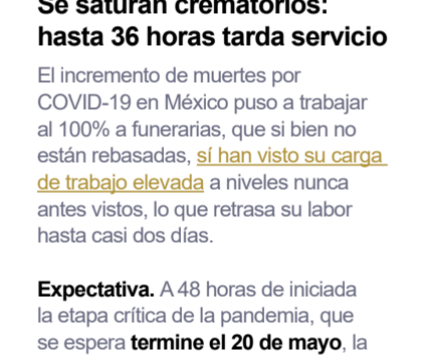 Se saturan crematorios:
hasta 36 horas tarda servicio
El incremento de muertes por
COVID-19 en México puso a trabajar
al 100% a funerarias, que si bien no
están rebasadas, sí han visto su carga
de trabajo elevada a niveles nunca
antes vistos, lo que retrasa su labor
hasta casi dos días.
Expectativa. A 48 horas de iniciada
la etapa crítica de la pandemia, que
se espera termine el 20 de mayo, la